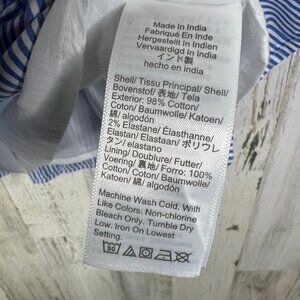 Made In India
Fabriqué En Inde
Hergestellt In Indien
Vervaardigd In India
インド製
hecho en india
Shell/Tissu Principal/Shell/
Bovenstof/表地/Tela
Exterior: 98% Cotton/
Coton/Baumwolle/Katoen/
綿/algodón
2% Elastane/Élasthanne/
Elastan/Elastaan/ポリウレ
タン/elastano
Lining/Doublure/Futter/
Voering/裏地/Forro: 100%
Cotton/Coton/Baumwolle/
Katoen/綿/algodón
Machine Wash Cold. With
Like Colors. Non-chlorine
Bleach Only. Tumble Dry
Low. Iron On Lowest
Setting.
30